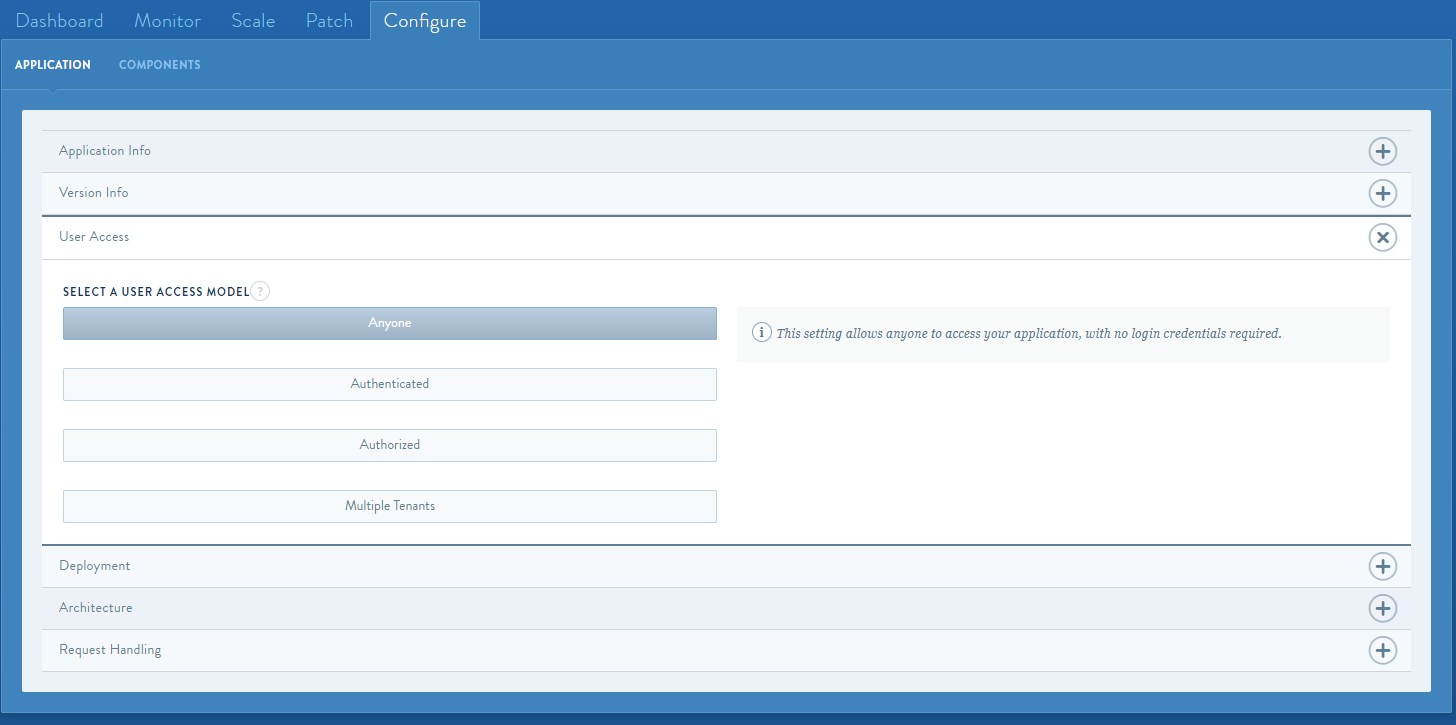 Dashboard Monitor Scale Patch Configure
APPLICATION COMPONENTS
Application Info
Version Info
User Access
SELECT A USER ACCESS MODEL ?
Anyone
i This setting allows anyone to access your application, with no login credentials required.
Authenticated
Authorized
Multiple Tenants
Deployment
Architecture
Request Handling